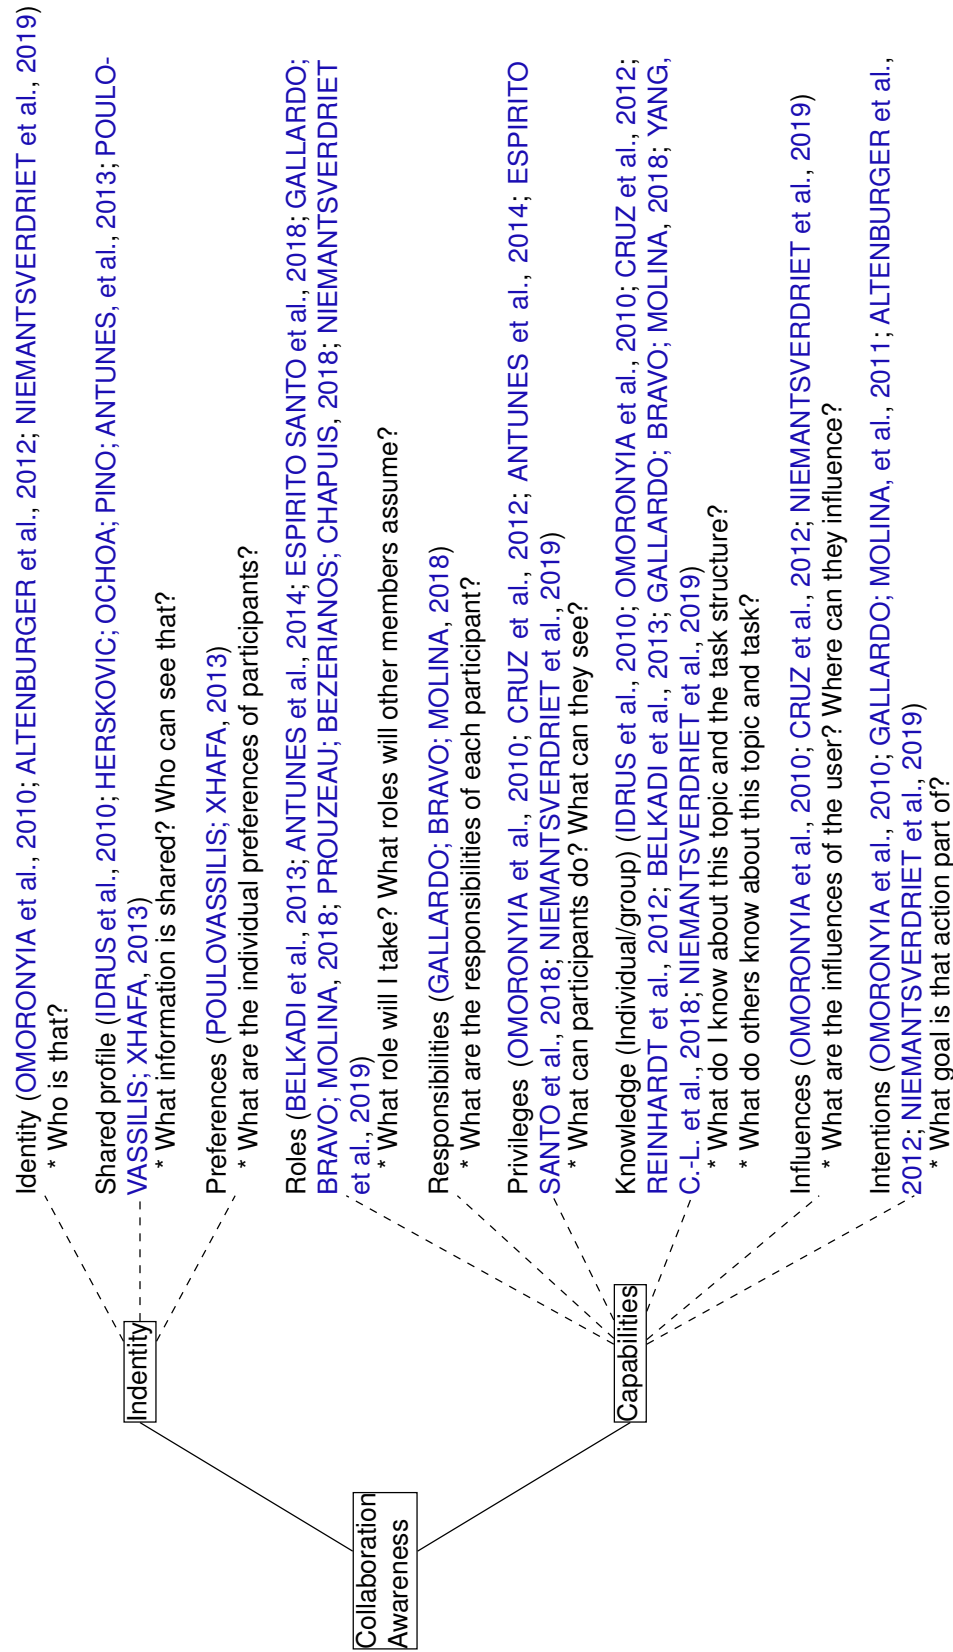 Collaboration
Awareness
Indentity
Identity (OMORONYIA et al., 2010; ALTENBURGER et al., 2012; NIEMANTSVERDRIET et al., 2019)
* Who is that?
Shared profile (IDRUS et al., 2010; HERSKOVIC; OCHOA; PINO; ANTUNES, et al., 2013; POULO-
VASSILIS; XHAFA, 2013)
* What information is shared? Who can see that?
Preferences (POULOVASSILIS; XHAFA, 2013)
* What are the individual preferences of participants?
Capabilities
Roles (BELKADI et al., 2013; ANTUNES et al., 2014; ESPIRITO SANTO et al., 2018; GALLARDO;
BRAVO; MOLINA, 2018; PROUZEAU; BEZERIANOS; CHAPUIS, 2018; NIEMANTSVERDRIET
et al., 2019)
* What role will I take? What roles will other members assume?
Responsibilities (GALLARDO; BRAVO; MOLINA, 2018)
* What are the responsibilities of each participant?
Privileges (OMORONYIA et al., 2010; CRUZ et al., 2012; ANTUNES et al., 2014; ESPIRITO
SANTO et al., 2018; NIEMANTSVERDRIET et al., 2019)
* What can participants do? What can they see?
Knowledge (Individual/group) (IDRUS et al., 2010; OMORONYIA et al., 2010; CRUZ et al., 2012;
REINHARDT et al., 2012; BELKADI et al., 2013; GALLARDO; BRAVO; MOLINA, 2018; YANG,
C.-L. et al., 2018; NIEMANTSVERDRIET et al., 2019)
* What do I know about this topic and the task structure?
* What do others know about this topic and task?
Influences (OMORONYIA et al., 2010; CRUZ et al., 2012; NIEMANTSVERDRIET et al., 2019)
* What are the influences of the user? Where can they influence?
Intentions (OMORONYIA et al., 2010; GALLARDO; MOLINA, et al., 2011; ALTENBURGER et al.,
2012; NIEMANTSVERDRIET et al., 2019)
* What goal is that action part of?